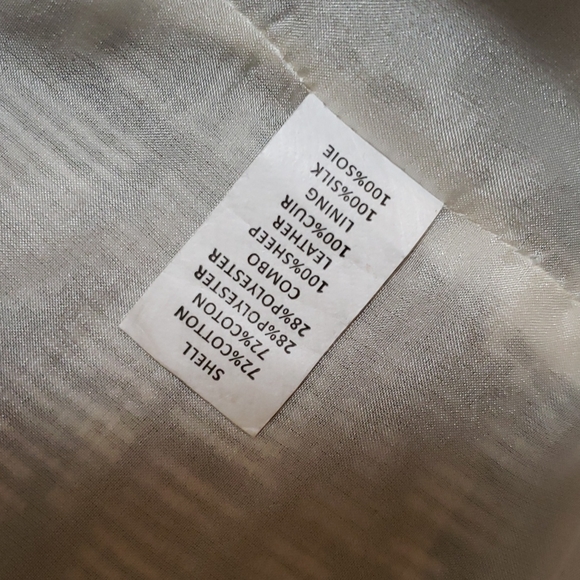 SHELL
72%COTTON
28%POLYESTER
72%COTON
28%POLYESTER
COMBO
100%SHEEP
LEATHER
100%CUIR
LINING
100%SILK
100%SOIE